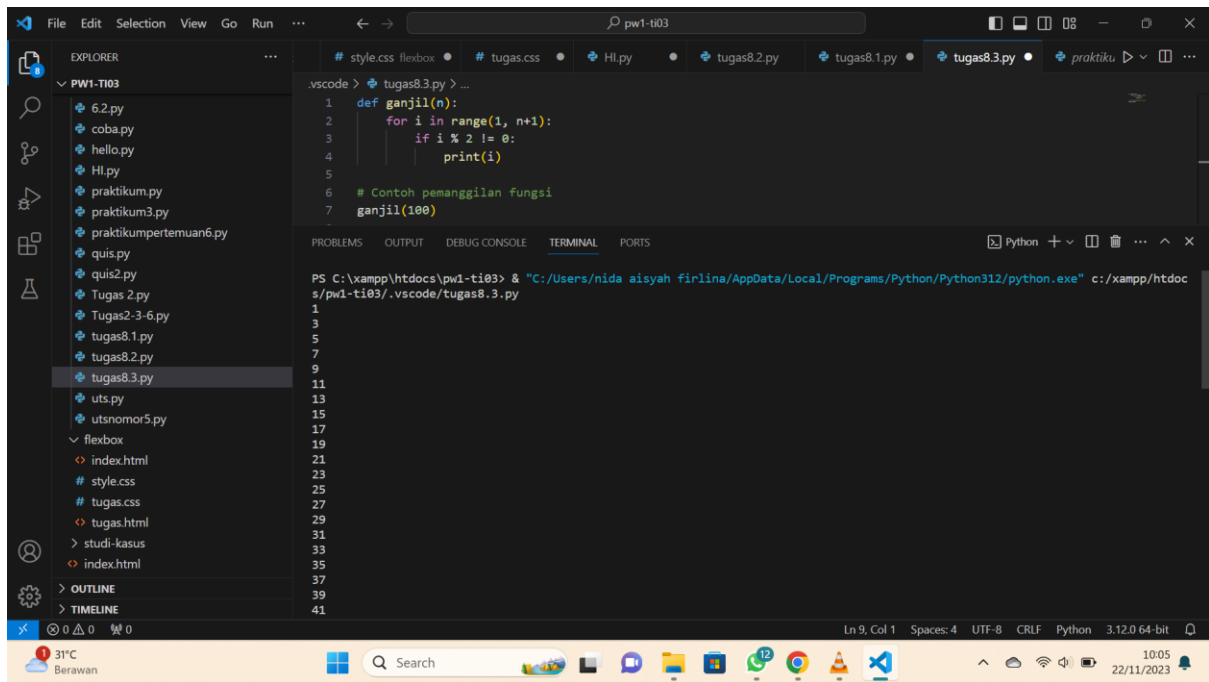 File Edit Selection View Go Run ··· ← → pw1-ti03
EXPLORER ···
PW1-TI03
6.2.py
coba.py
hello.py
HI.py
praktikum.py
praktikum3.py
praktikumpertemuan6.py
quis.py
quis2.py
Tugas 2.py
Tugas2-3-6.py
tugas8.1.py
tugas8.2.py
tugas8.3.py
uts.py
utsnomor5.py
flexbox
index.html
# style.css
# tugas.css
tugas.html
studi-kasus
index.html
OUTLINE
TIMELINE
8
# style.css flexbox # tugas.css HI.py tugas8.2.py tugas8.1.py tugas8.3.py praktiku ···
.vscode > tugas8.3.py > ...
1 def ganjil(n):
2 for i in range(1, n+1):
3 if i % 2 != 0:
4 print(i)
5
6 # Contoh pemanggilan fungsi
7 ganjil(100)
PROBLEMS OUTPUT DEBUG CONSOLE TERMINAL PORTS Python ···
PS C:\xampp\htdocs\pw1-ti03> & "C:/Users/nida aisyah firlina/AppData/Local/Programs/Python/Python312/python.exe" c:/xampp/htdoc
s/pw1-ti03/.vscode/tugas8.3.py
1
3
5
7
9
11
13
15
17
19
21
23
25
27
29
31
33
35
37
39
41
0 0 0 Ln 9, Col 1 Spaces: 4 UTF-8 CRLF Python 3.12.0 64-bit
1 31°C
Berawan
Search
12
10:05
22/11/2023